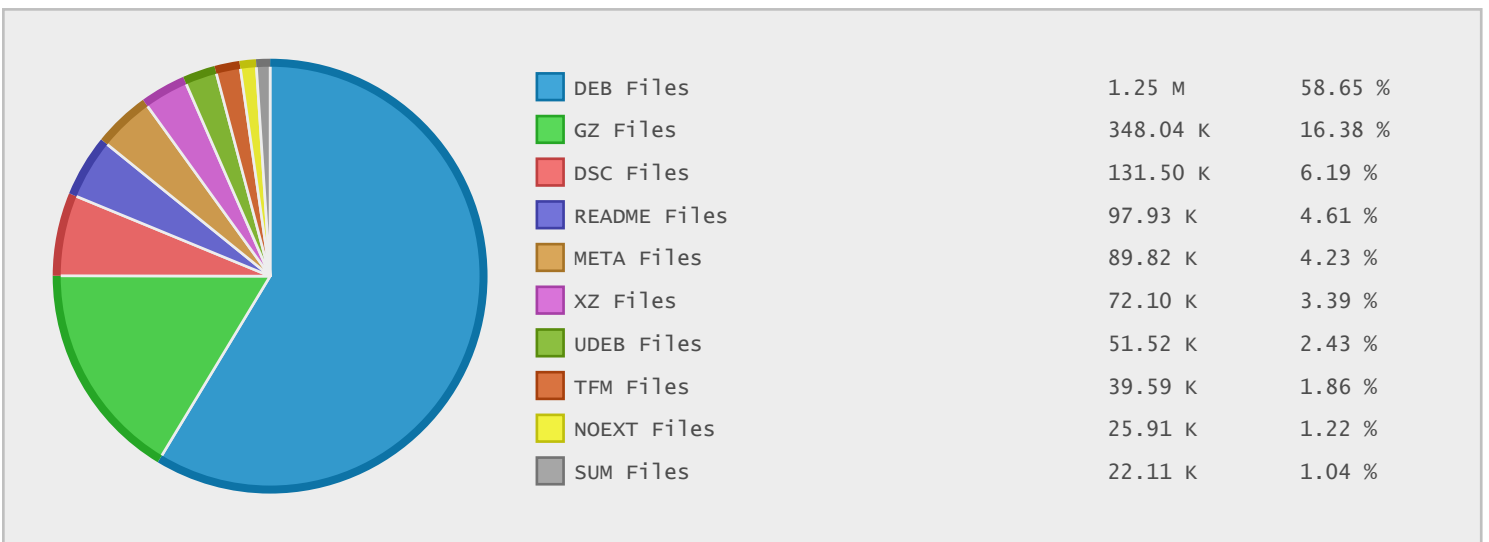 DEB Files 1.25 M 58.65 %
GZ Files 348.04 K 16.38 %
DSC Files 131.50 K 6.19 %
README Files 97.93 K 4.61 %
META Files 89.82 K 4.23 %
XZ Files 72.10 K 3.39 %
UDEB Files 51.52 K 2.43 %
TFM Files 39.59 K 1.86 %
NOEXT Files 25.91 K 1.22 %
SUM Files 22.11 K 1.04 %